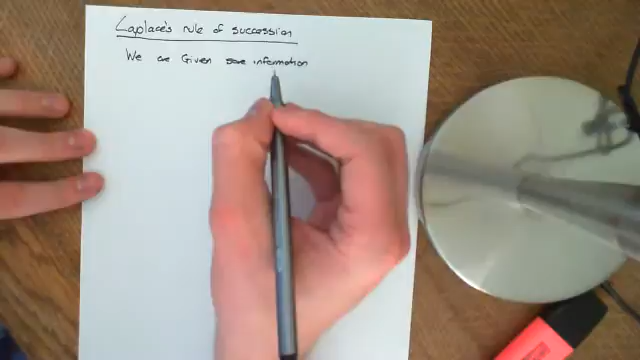 Laplace's rule of succession
We are Given some information